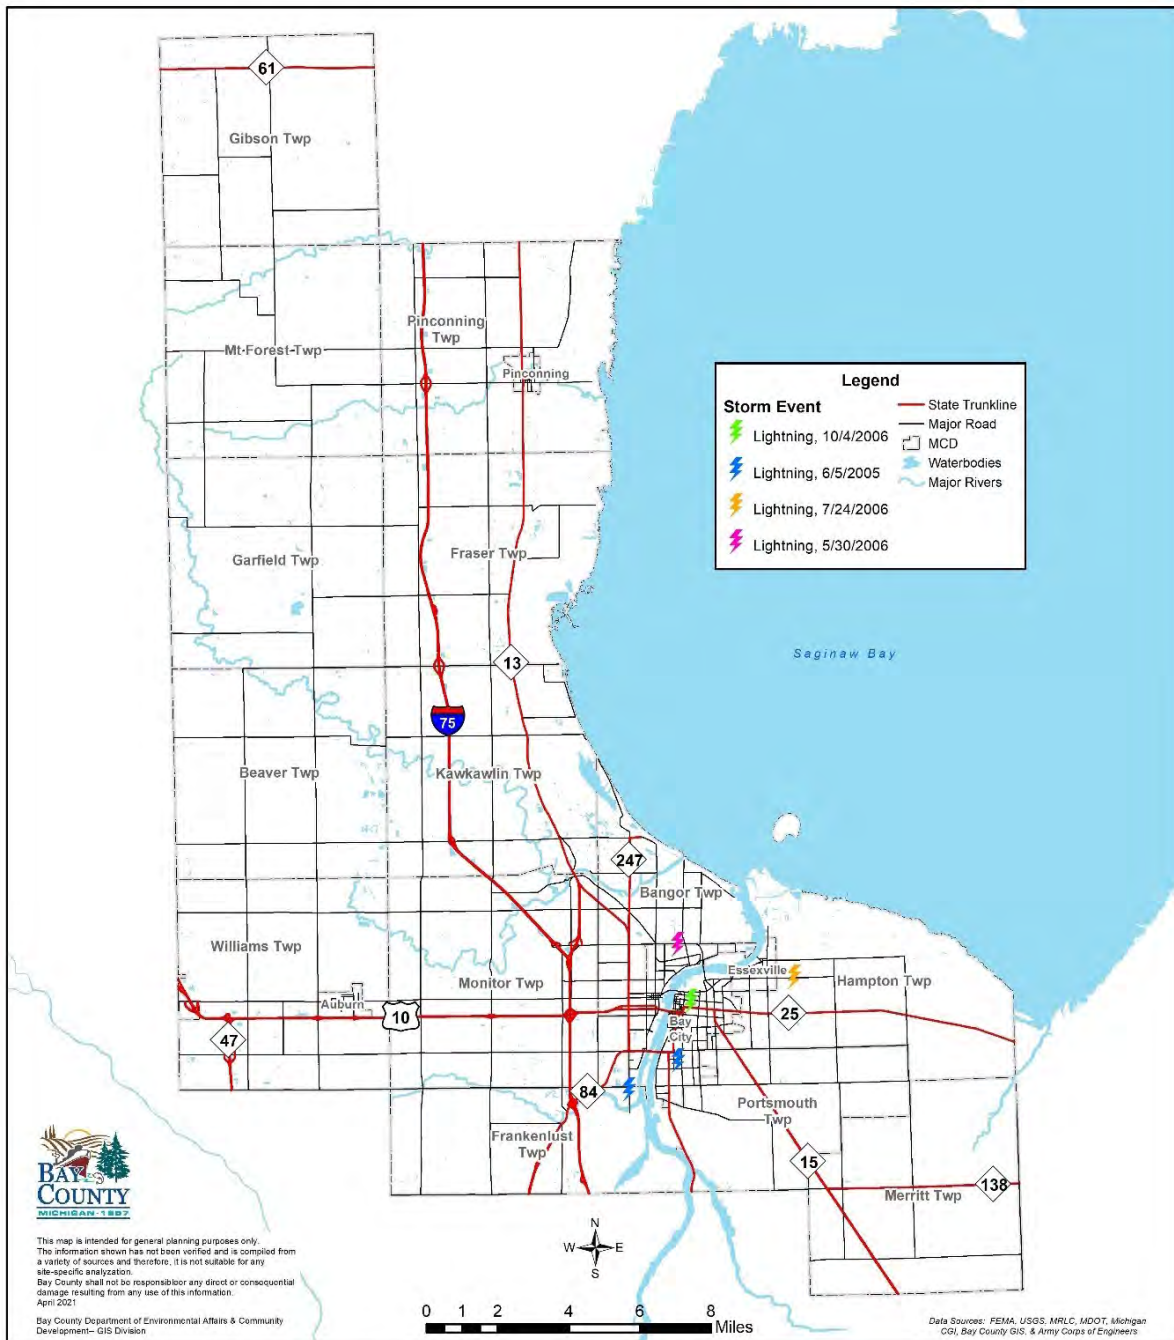 61
Gibson Twp
Pinconning
Twp
Mt Forest Twp
Pinconning
Legend
Storm Event
Lightning, 10/4/2006
Lightning, 6/5/2005
Lightning, 7/24/2006
Lightning, 5/30/2006
State Trunkline
Major Road
MCD
Waterbodies
Major Rivers
Garfield Twp
Fraser Twp
Saginaw Bay
13
75
Beaver Twp
Kawkawlin Twp
247
Bangor Twp
Williams Twp
Monitor Twp
Essexville
Hampton Twp
Auburn
10
25
Bay
City
47
84
Portsmouth
Twp
Frankenlust
Twp
15
138
Merritt Twp
BAY
COUNTY
MICHIGAN-1857
N
W E
S
This map is intended for general planning purposes only.
The information shown has not been verified and is compiled from
a variety of sources and therefore, it is not suitable for any
site-specific analyzation.
Bay County shall not be responsibleor any direct or consequential
damage resulting from any use of this information.
April 2021
Bay County Department of Environmental Affairs & Community
Development-- GIS Division
0 1 2 4 6 8
Miles
Data Sources: FEMA, USGS, MRLC, MDOT, Michigan
CGI, Bay County GIS, & Army Corps of Engineers